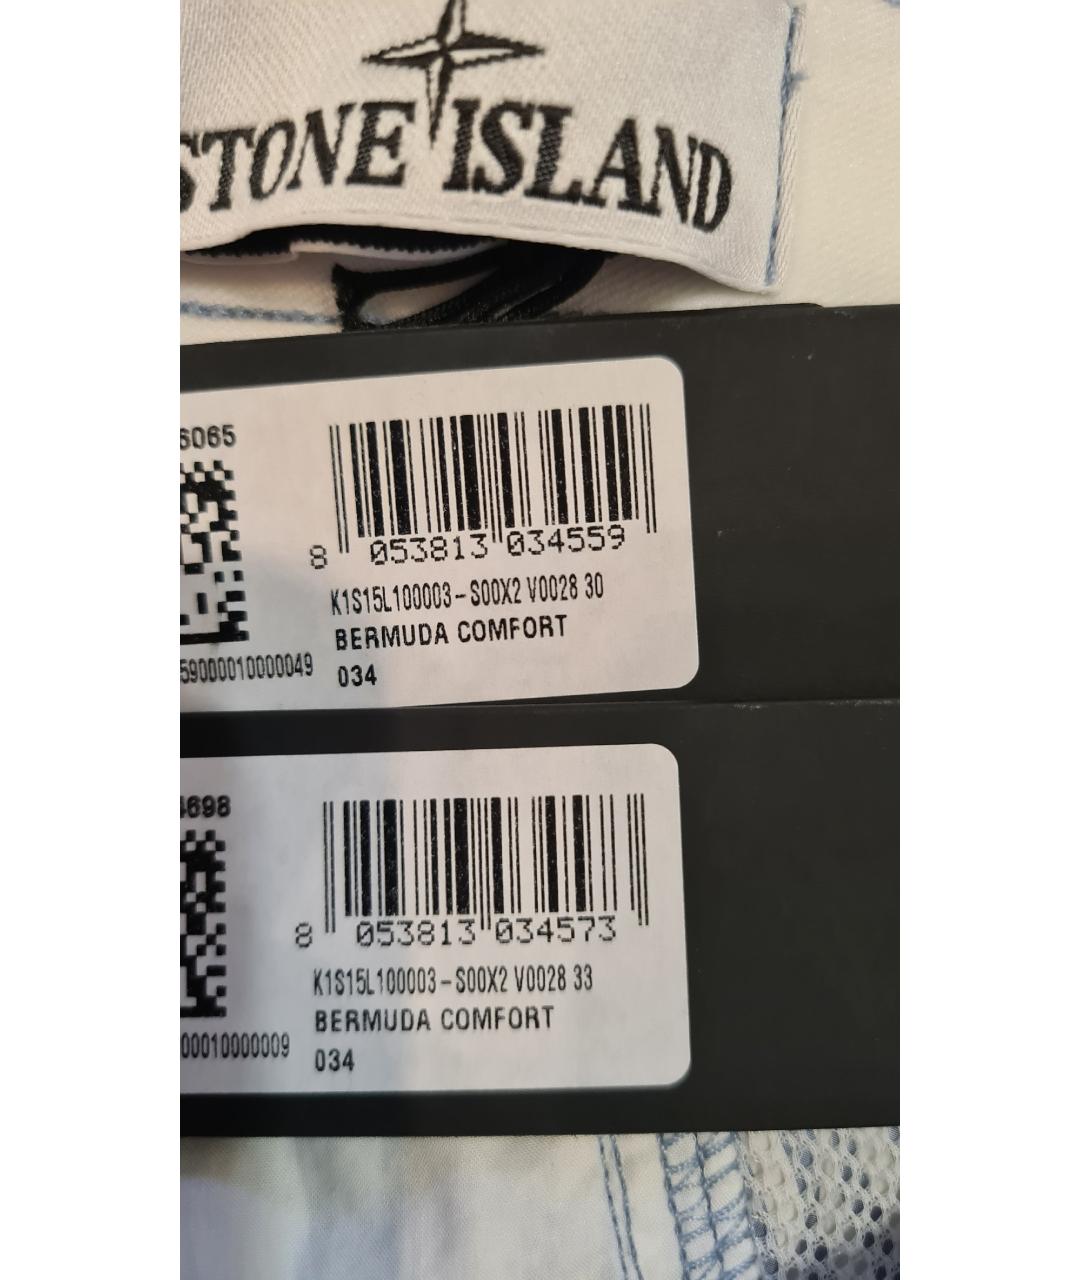 STONE ISLAND
6065
8 053813 034559
K1S15L100003-S00X2 V0028 30
BERMUDA COMFORT
59000010000049
034
4698
8 053813 034573
K1S15L100003-S00X2 V0028 33
BERMUDA COMFORT
00010000009
034